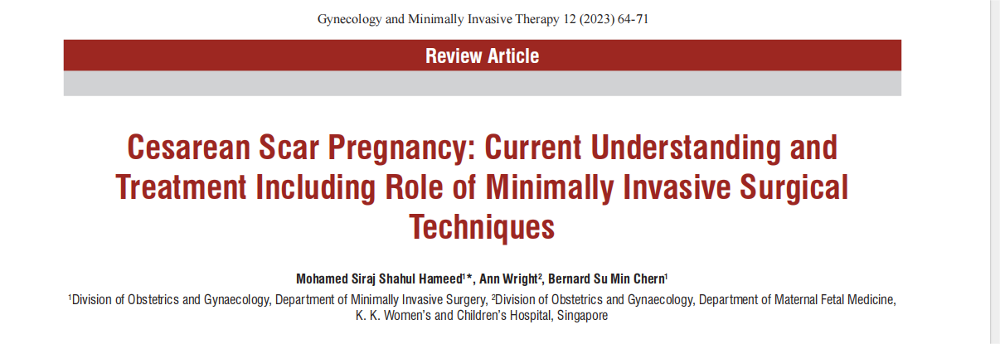 Gynecology and Minimally Invasive Therapy 12 (2023) 64-71
Review Article
Cesarean Scar Pregnancy: Current Understanding and
Treatment Including Role of Minimally Invasive Surgical
Techniques
Mohamed Siraj Shahul Hameed¹*, Ann Wright², Bernard Su Min Chern¹
¹Division of Obstetrics and Gynaecology, Department of Minimally Invasive Surgery, ²Division of Obstetrics and Gynaecology, Department of Maternal Fetal Medicine,
K. K. Women’s and Children’s Hospital, Singapore